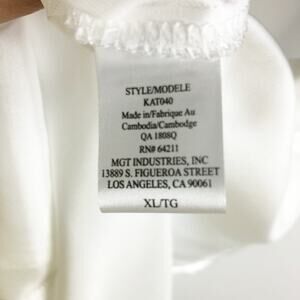 STYLE/MODELE
KAT040
Made in/Fabrique Au
Cambodia/Cambodge
QA 1808Q
RN# 64211
MGT INDUSTRIES, INC
13889 S. FIGUEROA STREET
LOS ANGELES, CA 90061
XL/TG